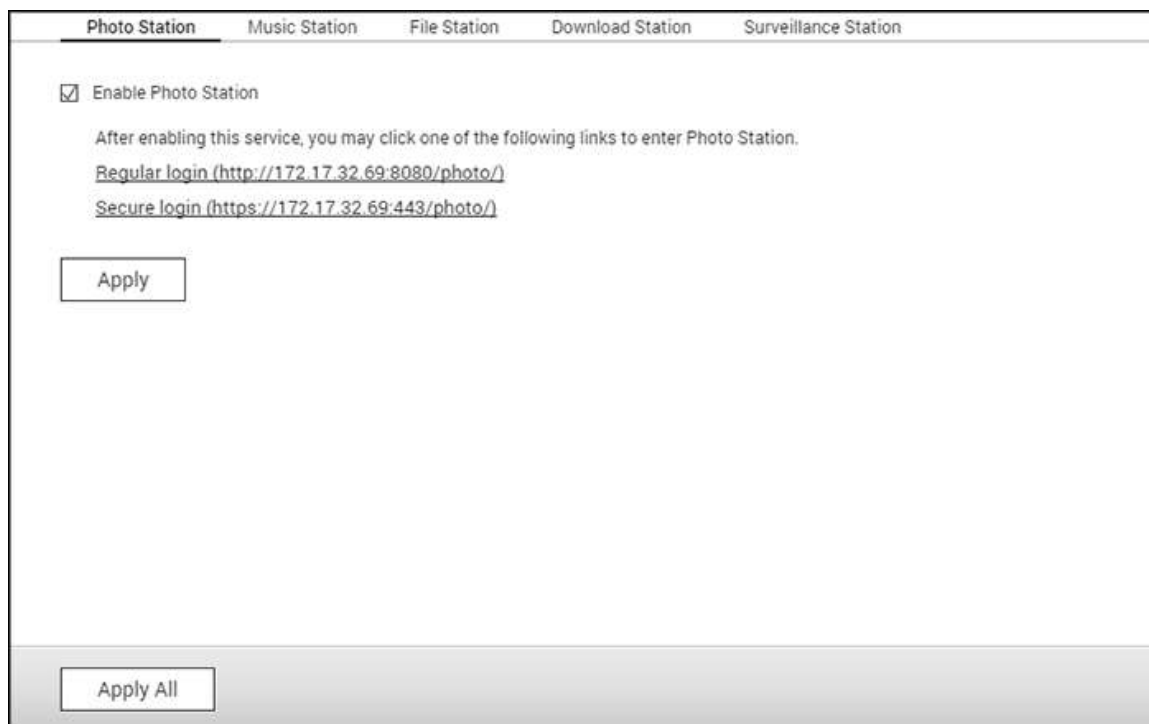 Photo Station Music Station File Station Download Station Surveillance Station
Enable Photo Station
After enabling this service, you may click one of the following links to enter Photo Station.
Regular login (http://172.17.32.69:8080/photo/)
Secure login (https://172.17.32.69:443/photo/)
Apply
Apply All